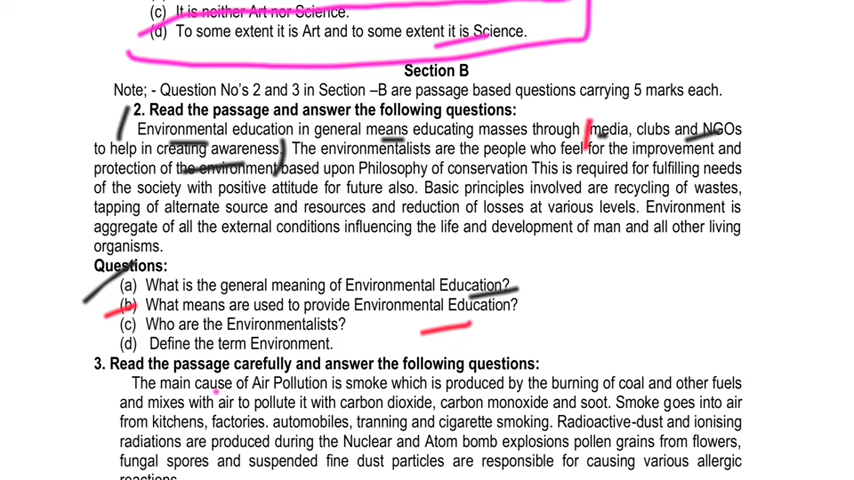 (c) It is neither Art nor Science.
(d) To some extent it is Art and to some extent it is Science.
Section B
Note; - Question No's 2 and 3 in Section –B are passage based questions carrying 5 marks each.
2. Read the passage and answer the following questions:
Environmental education in general means educating masses through media, clubs and NGOs
to help in creating awareness. The environmentalists are the people who feel for the improvement and
protection of the environment based upon Philosophy of conservation This is required for fulfilling needs
of the society with positive attitude for future also. Basic principles involved are recycling of wastes,
tapping of alternate source and resources and reduction of losses at various levels. Environment is
aggregate of all the external conditions influencing the life and development of man and all other living
organisms.
Questions:
(a) What is the general meaning of Environmental Education?
(b) What means are used to provide Environmental Education?
(c) Who are the Environmentalists?
(d) Define the term Environment.
3. Read the passage carefully and answer the following questions:
The main cause of Air Pollution is smoke which is produced by the burning of coal and other fuels
and mixes with air to pollute it with carbon dioxide, carbon monoxide and soot. Smoke goes into air
from kitchens, factories. automobiles, tranning and cigarette smoking. Radioactive-dust and ionising
radiations are produced during the Nuclear and Atom bomb explosions pollen grains from flowers,
fungal spores and suspended fine dust particles are responsible for causing various allergic
reactions.